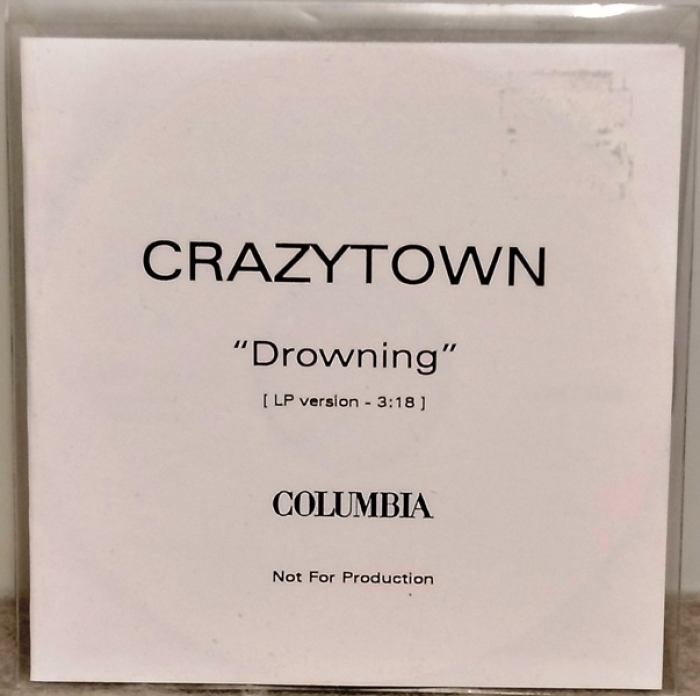 CRAZYTOWN
"Drowning"
[ LP version - 3:18 ]
COLUMBIA
Not For Production